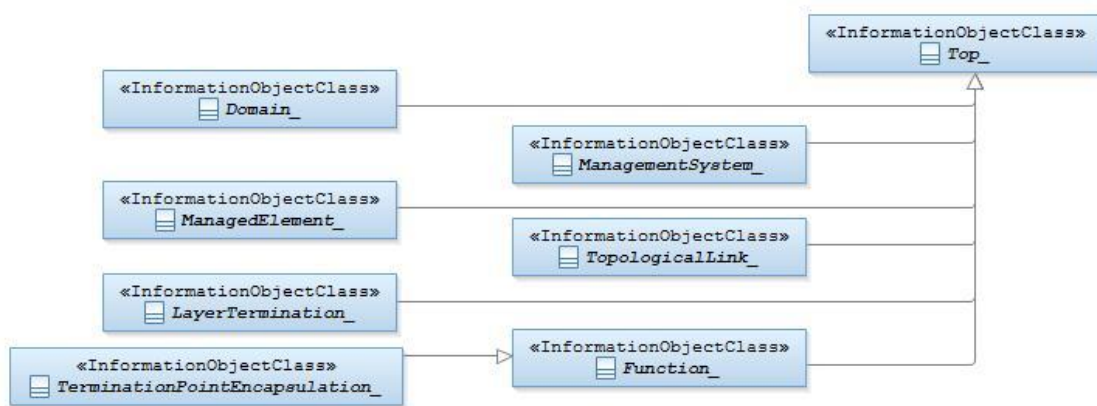 «InformationObjectClass»
Top_
«InformationObjectClass»
Domain_
«InformationObjectClass»
ManagementSystem_
«InformationObjectClass»
ManagedElement_
«InformationObjectClass»
TopologicalLink_
«InformationObjectClass»
LayerTermination_
«InformationObjectClass»
Function_
«InformationObjectClass»
TerminationPointEncapsulation_